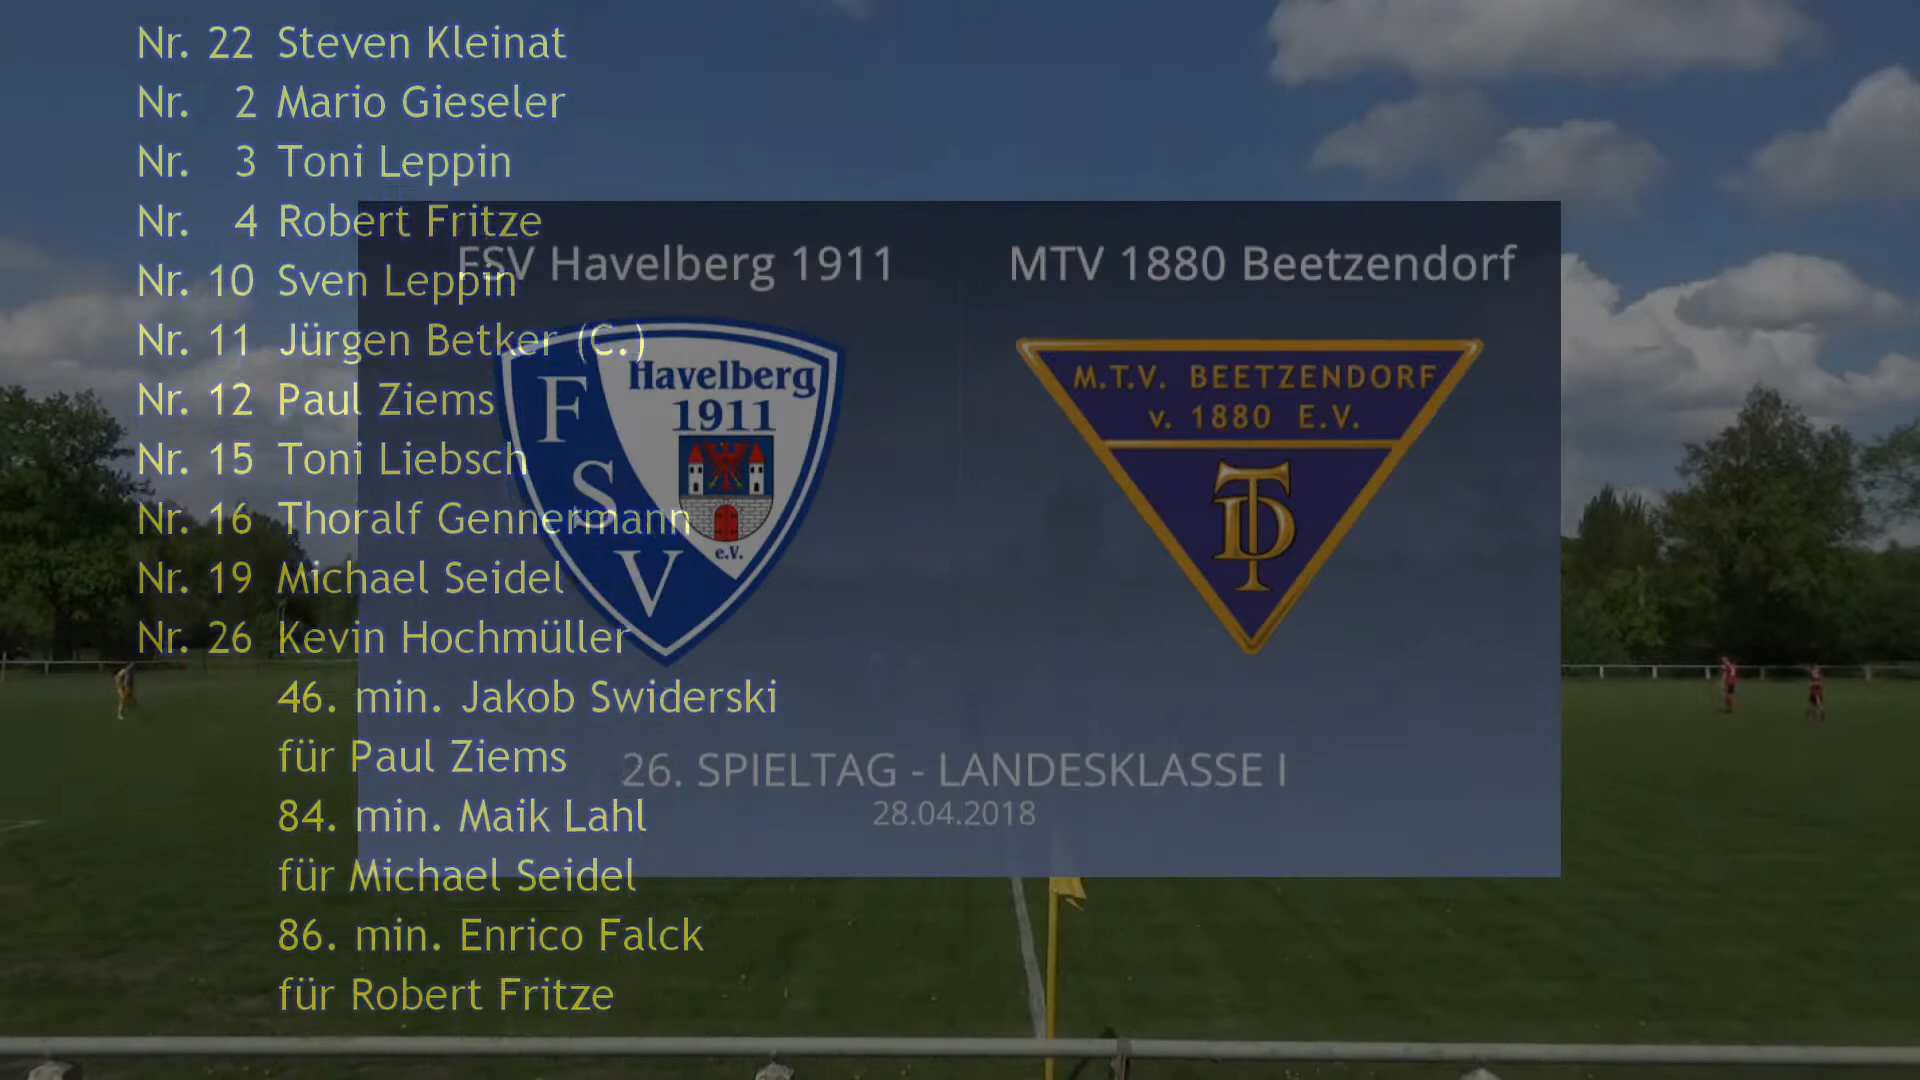 Nr. 22 Steven Kleinat
Nr. 2 Mario Gieseler
Nr. 3 Toni Leppin
Nr. 4 Robert Fritze
Nr. 10 Sven Leppin
Nr. 11 Jürgen Betker (C.)
Nr. 12 Paul Ziems
Nr. 15 Toni Liebsch
Nr. 16 Thoralf Gennermann
Nr. 19 Michael Seidel
Nr. 26 Kevin Hochmüller
46. min. Jakob Swiderski
für Paul Ziems
84. min. Maik Lahl
für Michael Seidel
86. min. Enrico Falck
für Robert Fritze
FSV Havelberg 1911
Havelberg
1911
F
S
V
e.V.
MTV 1880 Beetzendorf
M.T.V. BEETZENDORF
v. 1880 E.V.
26. SPIELTAG - LANDESKLASSE I
28.04.2018